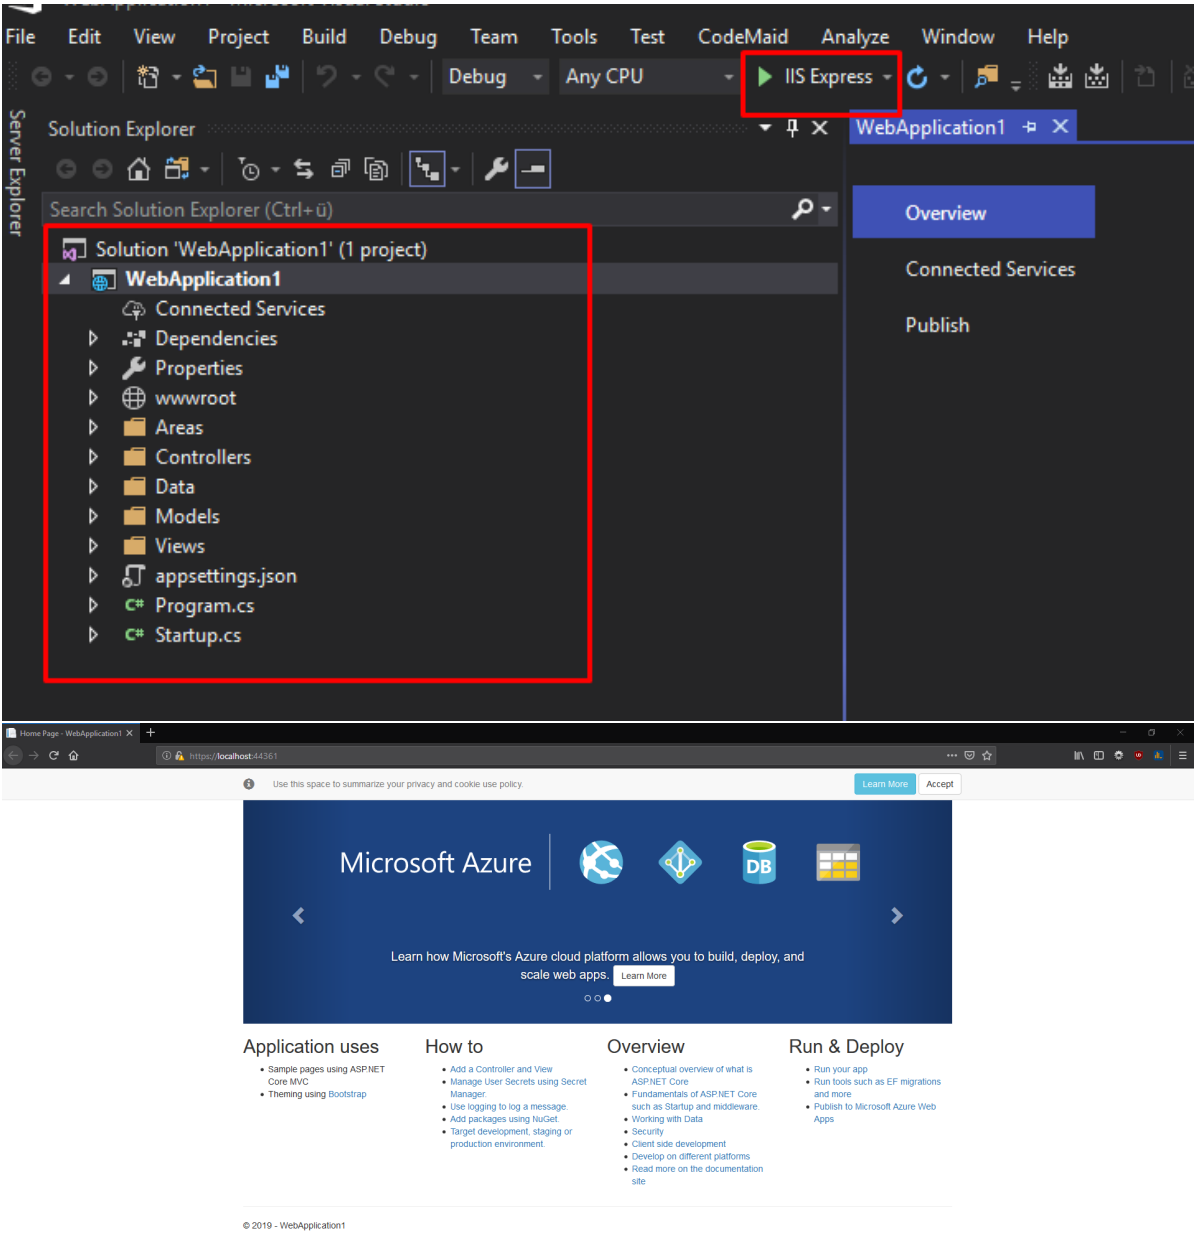 File Edit View Project Build Debug Team Tools Test CodeMaid Analyze Window Help
Debug Any CPU IIS Express
Server Explorer
Solution Explorer
WebApplication1
Search Solution Explorer (Ctrl+ü)
Solution 'WebApplication1' (1 project)
WebApplication1
Connected Services
Dependencies
Properties
wwwroot
Areas
Controllers
Data
Models
Views
appsettings.json
C# Program.cs
C# Startup.cs
Overview
Connected Services
Publish
Home Page - WebApplication1
https://localhost:44361
Use this space to summarize your privacy and cookie use policy.
Learn More
Accept
Microsoft Azure
DB
Learn how Microsoft's Azure cloud platform allows you to build, deploy, and
scale web apps. Learn More
Application uses
Sample pages using ASP.NET
Core MVC
Theming using Bootstrap
How to
Add a Controller and View
Manage User Secrets using Secret
Manager.
Use logging to log a message.
Add packages using NuGet.
Target development, staging or
production environment.
Overview
Conceptual overview of what is
ASP.NET Core
Fundamentals of ASP.NET Core
such as Startup and middleware.
Working with Data
Security
Client side development
Develop on different platforms
Read more on the documentation
site
Run & Deploy
Run your app
Run tools such as EF migrations
and more
Publish to Microsoft Azure Web
Apps
© 2019 - WebApplication1